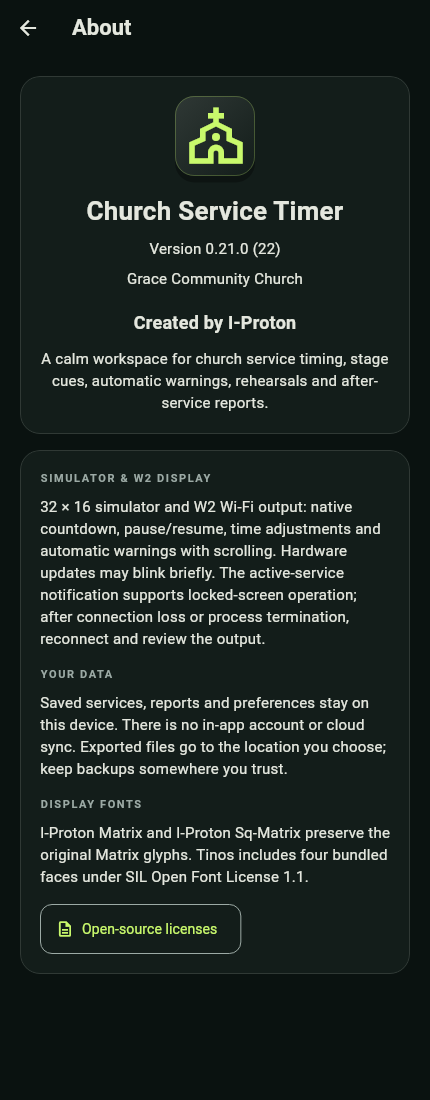 About
Church Service Timer
Version 0.21.0 (22)
Grace Community Church
Created by I-Proton
A calm workspace for church service timing, stage
cues, automatic warnings, rehearsals and after-
service reports.
SIMULATOR & W2 DISPLAY
32 × 16 simulator and W2 Wi-Fi output: native
countdown, pause/resume, time adjustments and
automatic warnings with scrolling. Hardware
updates may blink briefly. The active-service
notification supports locked-screen operation;
after connection loss or process termination,
reconnect and review the output.
YOUR DATA
Saved services, reports and preferences stay on
this device. There is no in-app account or cloud
sync. Exported files go to the location you choose;
keep backups somewhere you trust.
DISPLAY FONTS
I-Proton Matrix and I-Proton Sq-Matrix preserve the
original Matrix glyphs. Tinos includes four bundled
faces under SIL Open Font License 1.1.
Open-source licenses